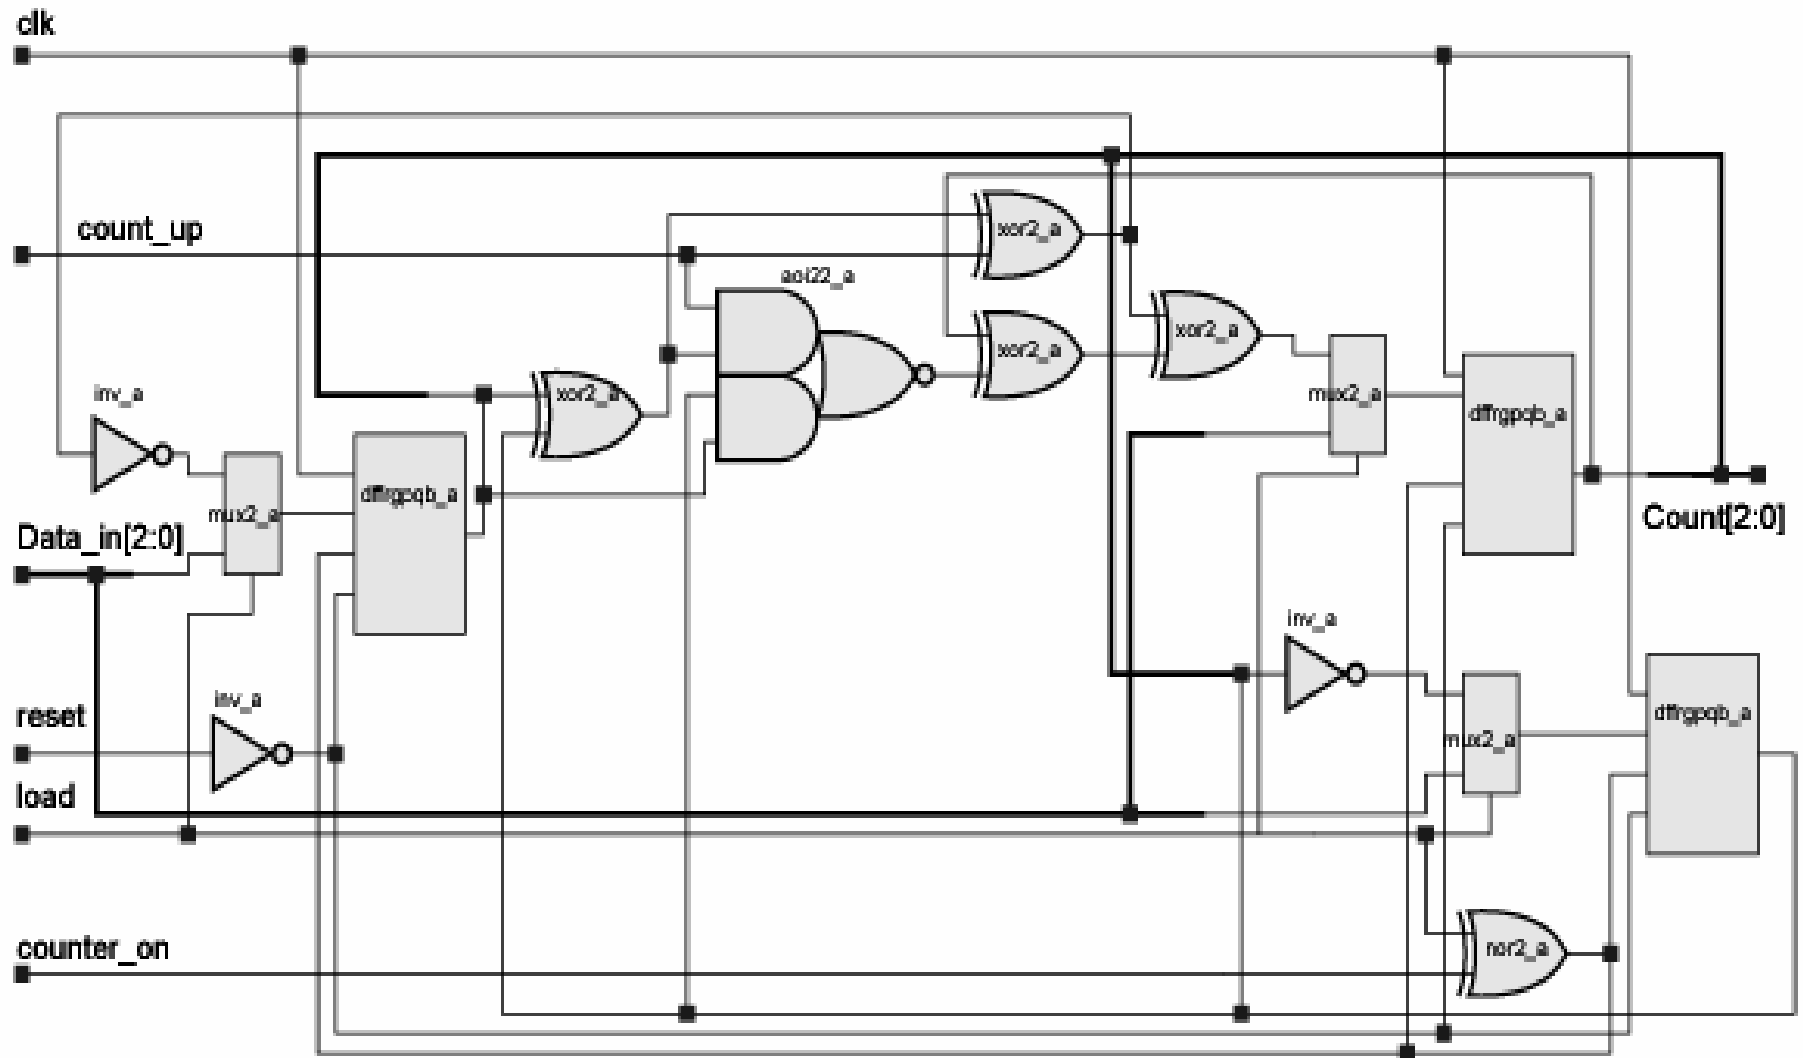 clk
count_up
xor2_a
aoi22_a
xor2_a
xor2_a
inv_a
xor2_a
mux2_a
dffrgpqb_a
dffrgpqb_a
mux2_a
Data_in[2:0]
Count[2:0]
inv_a
inv_a
reset
dffrgpqb_a
mux2_a
load
counter_on
nor2_a